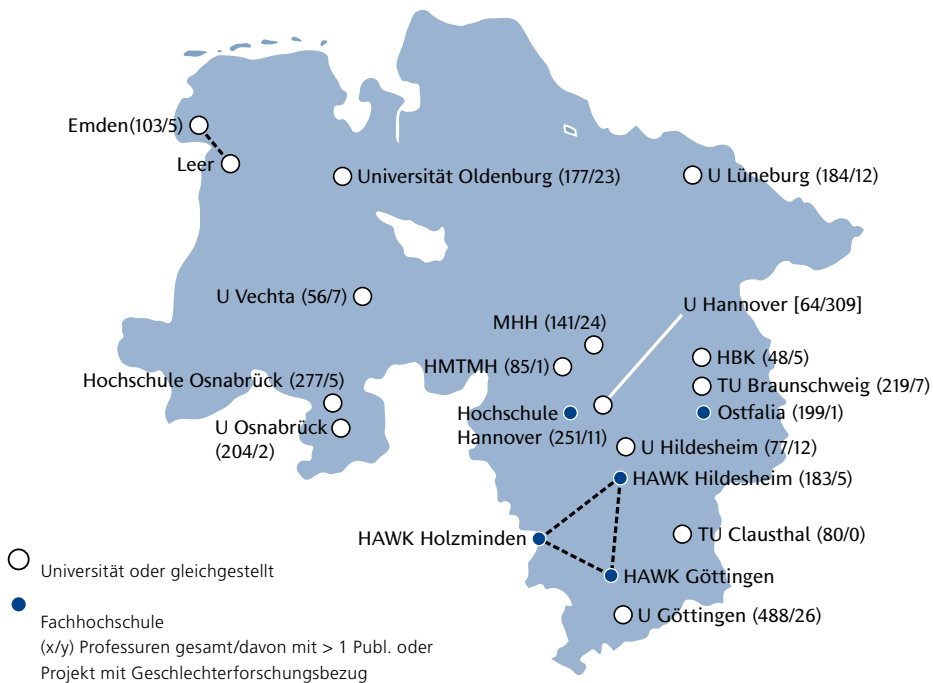 Emden(103/5)
Leer
Universität Oldenburg (177/23)
U Lüneburg (184/12)
U Vechta (56/7)
U Hannover [64/309]
MHH (141/24)
HMTMH (85/1)
HBK (48/5)
Hochschule Osnabrück (277/5)
TU Braunschweig (219/7)
Hochschule
Hannover (251/11)
Ostfalia (199/1)
U Osnabrück
(204/2)
U Hildesheim (77/12)
HAWK Hildesheim (183/5)
HAWK Holzminden
TU Clausthal (80/0)
HAWK Göttingen
U Göttingen (488/26)
Universität oder gleichgestellt
Fachhochschule
(x/y) Professuren gesamt/davon mit > 1 Publ. oder
Projekt mit Geschlechterforschungsbezug